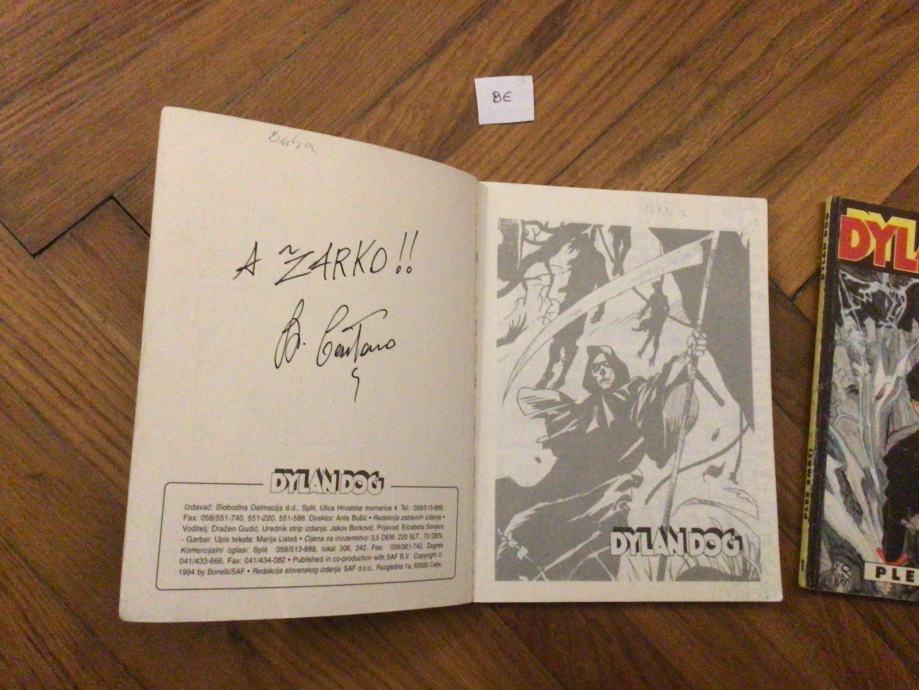 8€
A ŽARKO!!
DYLAN DOG
Izdavač: Slobodna Dalmacija d.d., Split, Ulica Hrvatske mornarice 4. Tel. 058/513-888,
Fax: 058/551-740, 551-220, 551-588. Direktor: Ante Bušić • Redakcija zabavnih izdanja •
Voditelj: Dražen Gudić. Urednik strip izdanja: Jakov Berković. Prijevod: Elizabeta Sonjara
- Garber. Upis teksta: Marija Listeš • Cijena za inozemstvo: 3,5 DEM, 220 SLT, 70 DEN.
Komercijalni oglasi: Split 058/513-888, lokal 306, 242, Fax: 058/361-742, Zagreb
041/433-666, Fax: 041/434-082 • Published in co-production with SAF B.V. Copyright ©
1994 by Bonelli/SAF • Redakcija slovenskog izdanja: SAF d.o.o., Razgledna 1a, 63000 Celje.
DYLAN DOG
DYLA
PLE